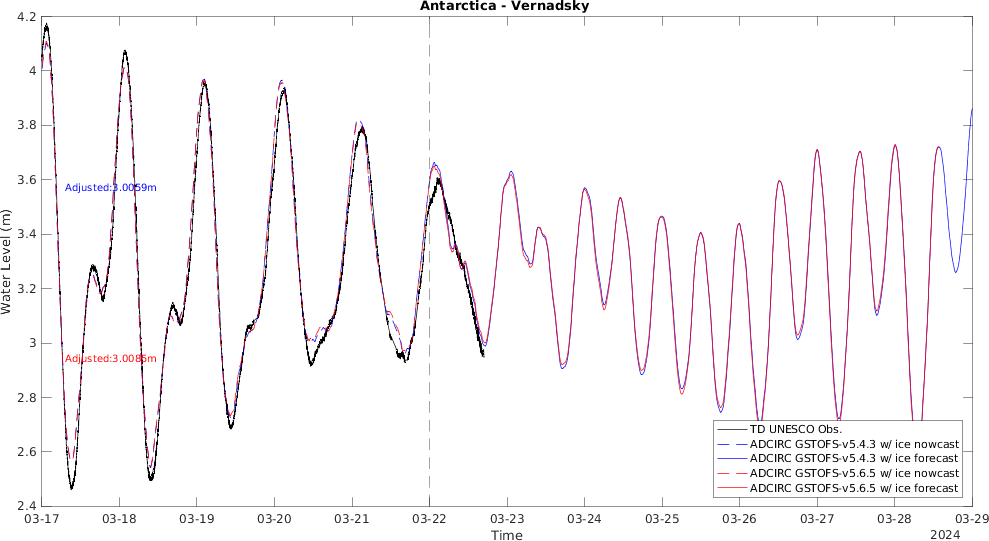 Antarctica - Vernadsky
4.2
4
3.8
3.6
3.4
3.2
3
2.8
2.6
2.4
Water Level (m)
Adjusted:3.0059m
Adjusted:3.0085m
TD UNESCO Obs.
ADCIRC GSTOFS-v5.4.3 w/ ice nowcast
ADCIRC GSTOFS-v5.4.3 w/ ice forecast
ADCIRC GSTOFS-v5.6.5 w/ ice nowcast
ADCIRC GSTOFS-v5.6.5 w/ ice forecast
03-17 03-18 03-19 03-20 03-21 03-22 03-23 03-24 03-25 03-26 03-27 03-28 03-29
Time
2024